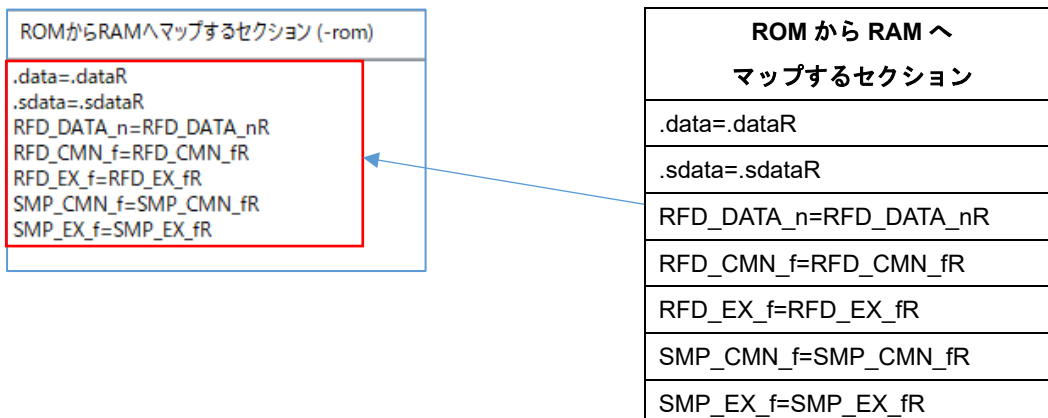 ROMからRAMへマップするセクション (-rom)
.data=.dataR
.sdata=.sdataR
RFD_DATA_n=RFD_DATA_nR
RFD_CMN_f=RFD_CMN_fR
RFD_EX_f=RFD_EX_fR
SMP_CMN_f=SMP_CMN_fR
SMP_EX_f=SMP_EX_fR
ROM から RAM へ
マップするセクション
.data=.dataR
.sdata=.sdataR
RFD_DATA_n=RFD_DATA_nR
RFD_CMN_f=RFD_CMN_fR
RFD_EX_f=RFD_EX_fR
SMP_CMN_f=SMP_CMN_fR
SMP_EX_f=SMP_EX_fR